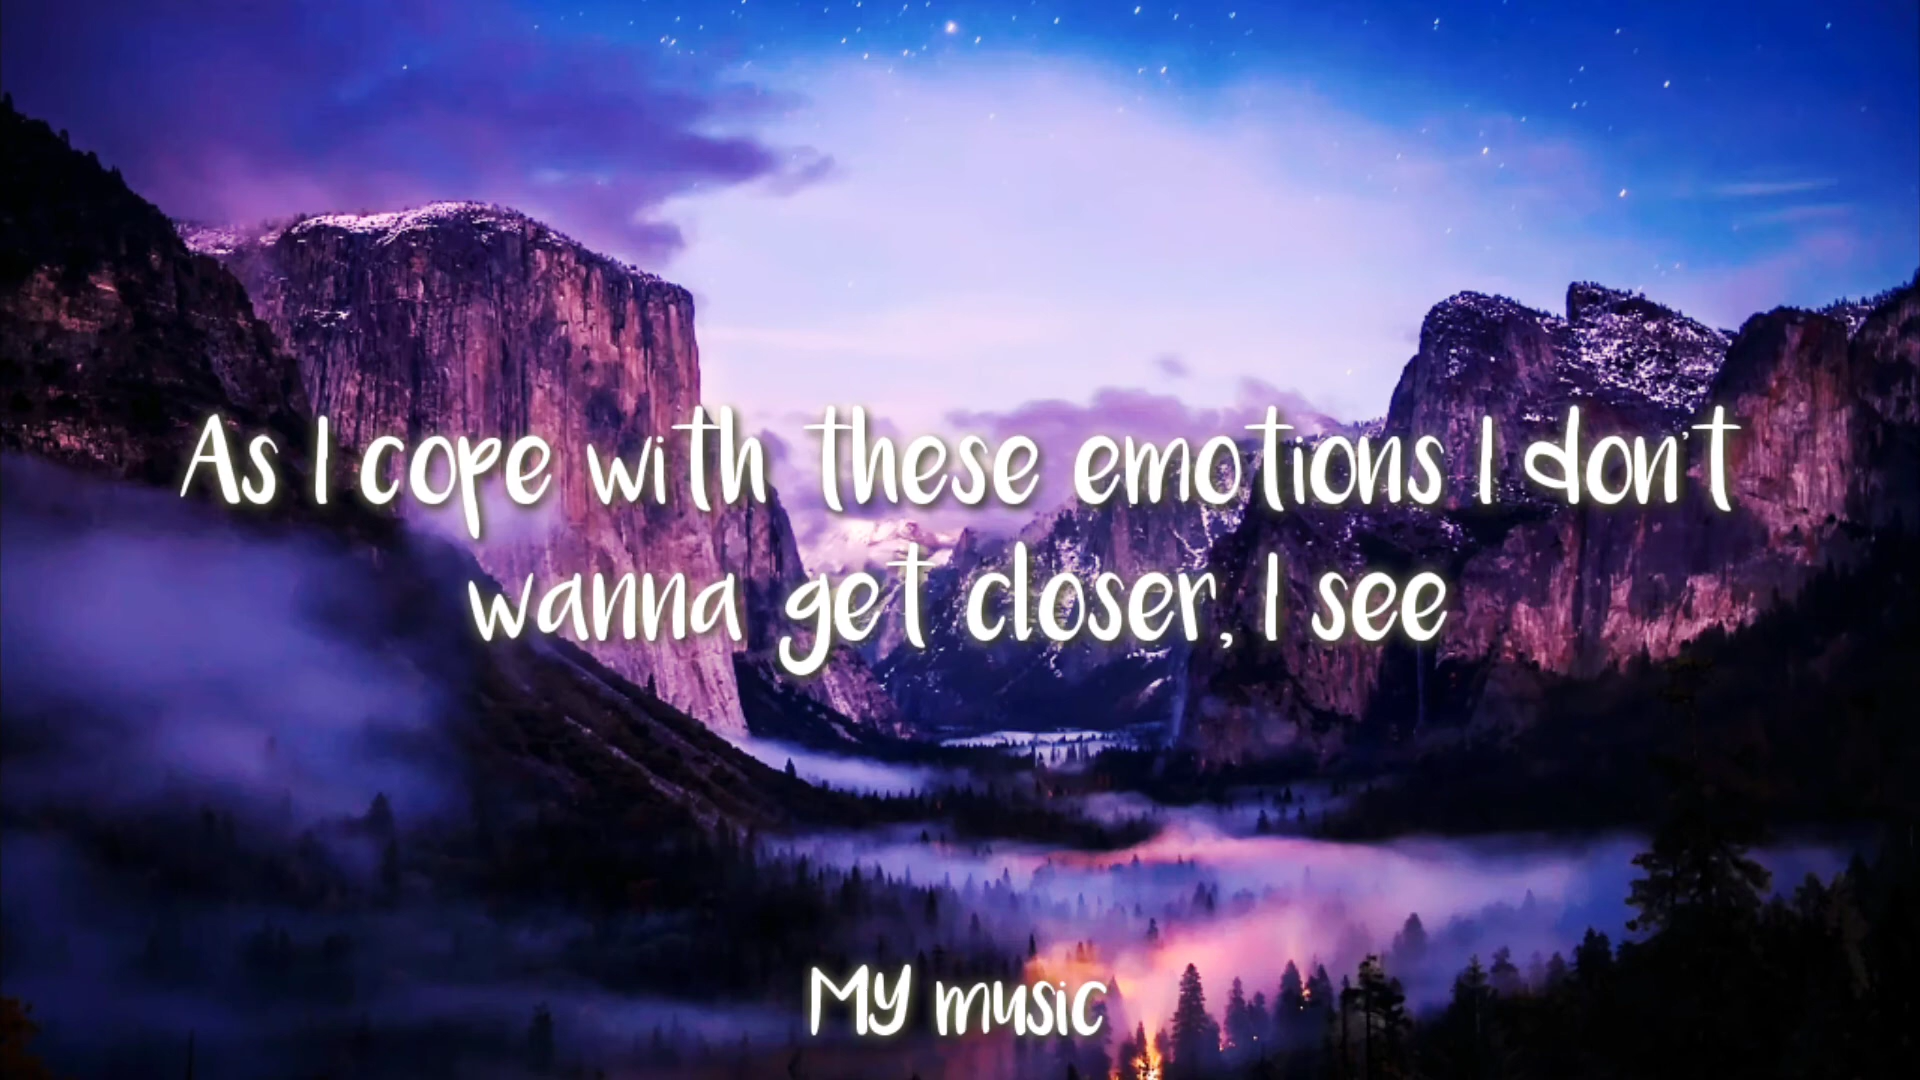 As I cope with these emotions I don't
wanna get closer, I see
My music